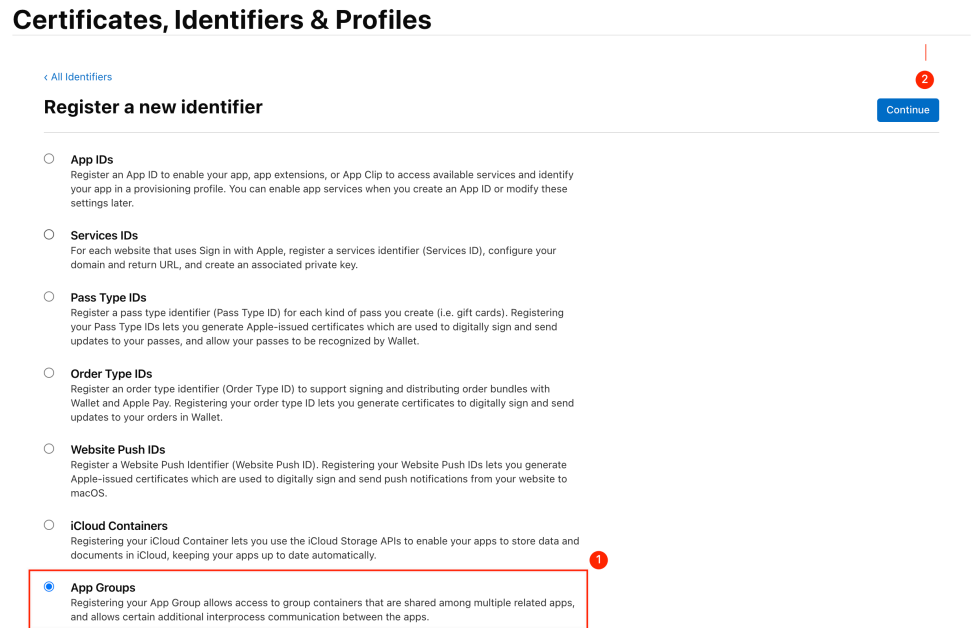 Certificates, Identifiers & Profiles
‹ All Identifiers
2
Register a new identifier
Continue
App IDs
Register an App ID to enable your app, app extensions, or App Clip to access available services and identify
your app in a provisioning profile. You can enable app services when you create an App ID or modify these
settings later.
Services IDs
For each website that uses Sign in with Apple, register a services identifier (Services ID), configure your
domain and return URL, and create an associated private key.
Pass Type IDs
Register a pass type identifier (Pass Type ID) for each kind of pass you create (i.e. gift cards). Registering
your Pass Type IDs lets you generate Apple-issued certificates which are used to digitally sign and send
updates to your passes, and allow your passes to be recognized by Wallet.
Order Type IDs
Register an order type identifier (Order Type ID) to support signing and distributing order bundles with
Wallet and Apple Pay. Registering your order type ID lets you generate certificates to digitally sign and send
updates to your orders in Wallet.
Website Push IDs
Register a Website Push Identifier (Website Push ID). Registering your Website Push IDs lets you generate
Apple-issued certificates which are used to digitally sign and send push notifications from your website to
macOS.
iCloud Containers
Registering your iCloud Container lets you use the iCloud Storage APIs to enable your apps to store data and
documents in iCloud, keeping your apps up to date automatically.
1
App Groups
Registering your App Group allows access to group containers that are shared among multiple related apps,
and allows certain additional interprocess communication between the apps.